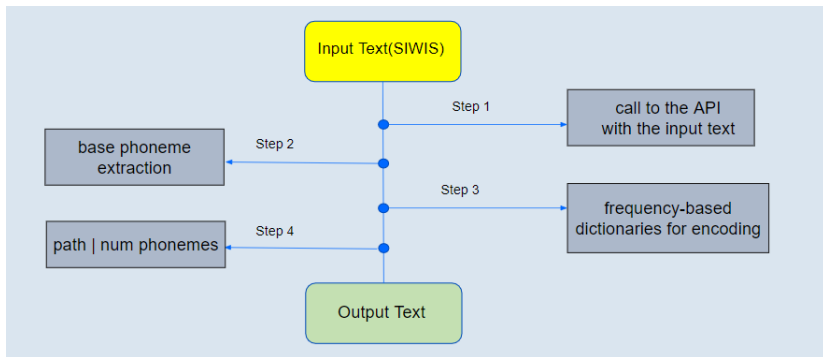 Input Text(SIWIS)
Step 1
call to the API
with the input text
Step 2
base phoneme
extraction
Step 3
frequency-based
dictionaries for encoding
Step 4
path | num phonemes
Output Text